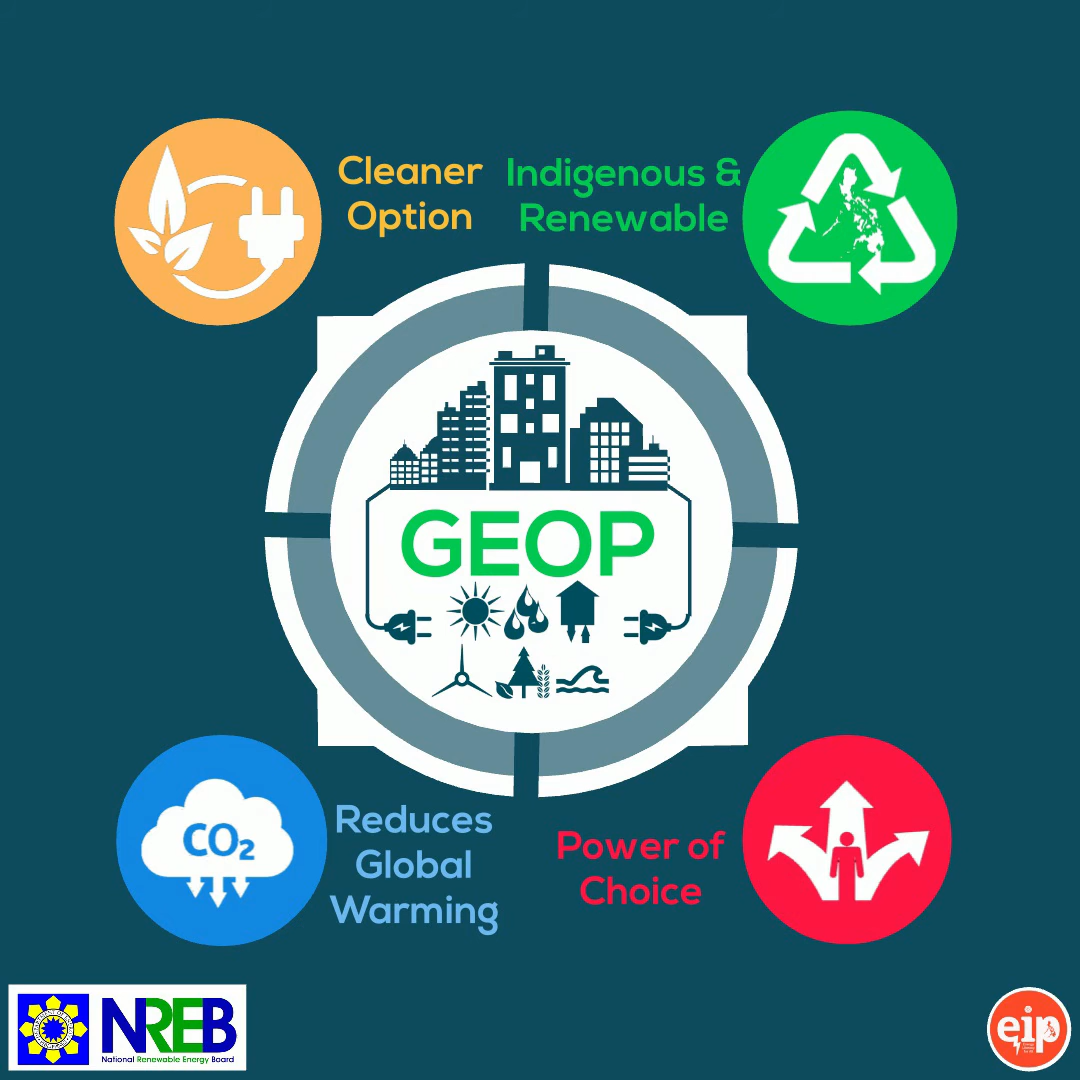 Cleaner
Option
Indigenous &
Renewable
GEOP
CO₂
Reduces
Global
Warming
Power of
Choice
NREB
National Renewable Energy Board
eip